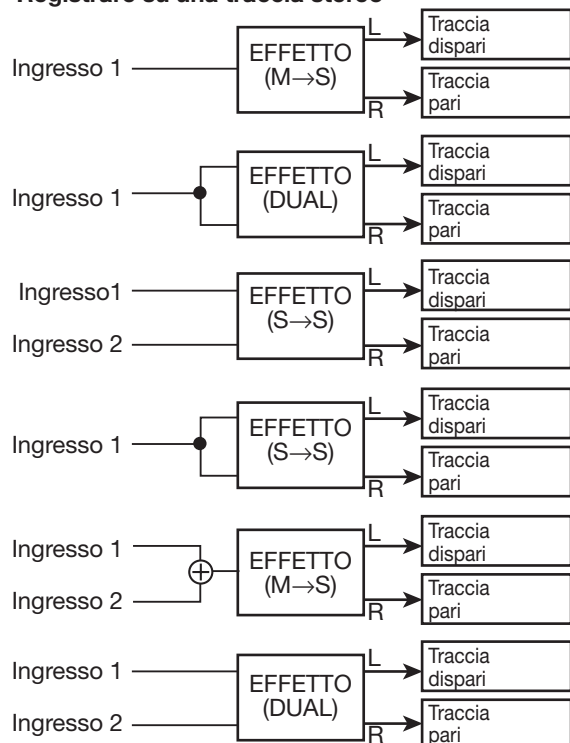 Registrare su una traccia stereo
Ingresso 1
EFFETTO
(M→S)
L
R
Traccia
dispari
Traccia
pari
Ingresso 1
EFFETTO
(DUAL)
L
R
Traccia
dispari
Traccia
pari
Ingresso1
Ingresso 2
EFFETTO
(S→S)
L
R
Traccia
dispari
Traccia
pari
Ingresso 1
EFFETTO
(S→S)
L
R
Traccia
dispari
Traccia
pari
Ingresso 1
Ingresso 2
EFFETTO
(M→S)
L
R
Traccia
dispari
Traccia
pari
Ingresso 1
Ingresso 2
EFFETTO
(DUAL)
L
R
Traccia
dispari
Traccia
pari